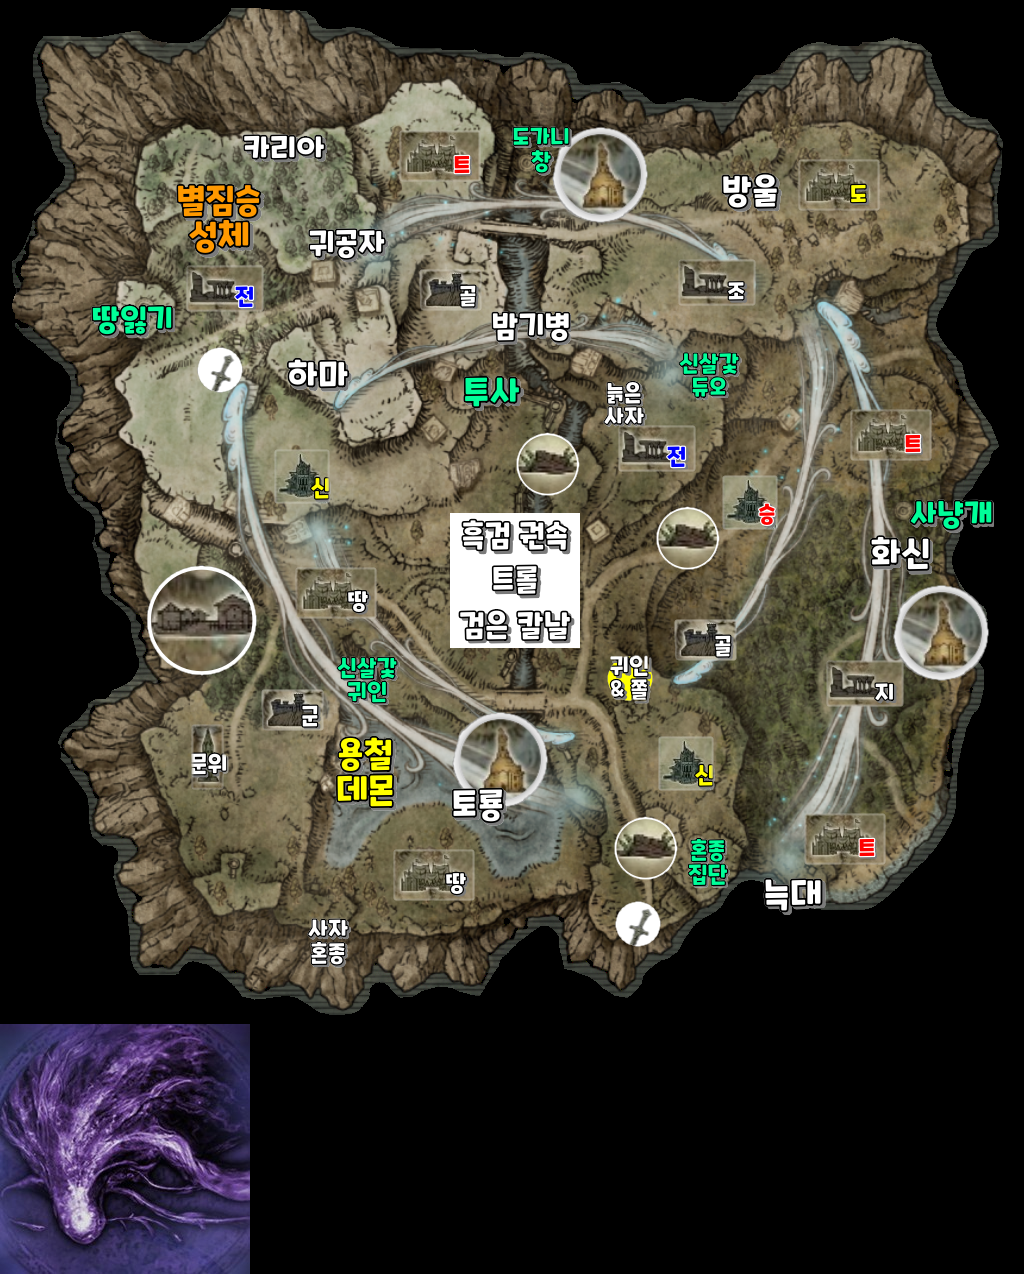 카리아
트
도가니
창
방울
도
별짐승
성체
귀공자
전
골
조
땅잃기
밤기병
하마
투사
신살갗
듀오
늙은
사자
전
트
신
승
사냥개
흑검 권속
트롤
검은 칼날
화신
땅
골
신살갗
귀인
귀인
& 쫄
지
군
문위
용철
데몬
신
토룡
트
혼종
집단
땅
늑대
사자
혼종